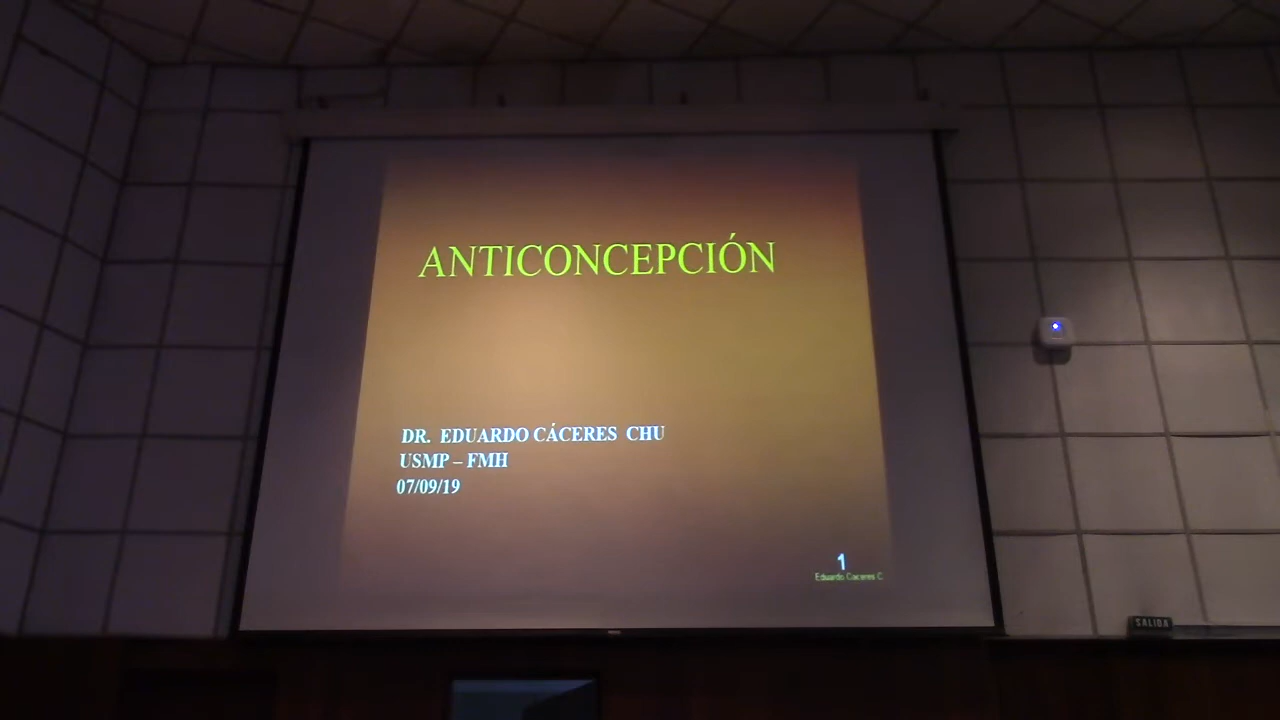 ANTICONCEPCIÓN
DR. EDUARDO CÁCERES CHU
USMP – FMH
07/09/19
1
Eduardo Caceres C
SALIDA